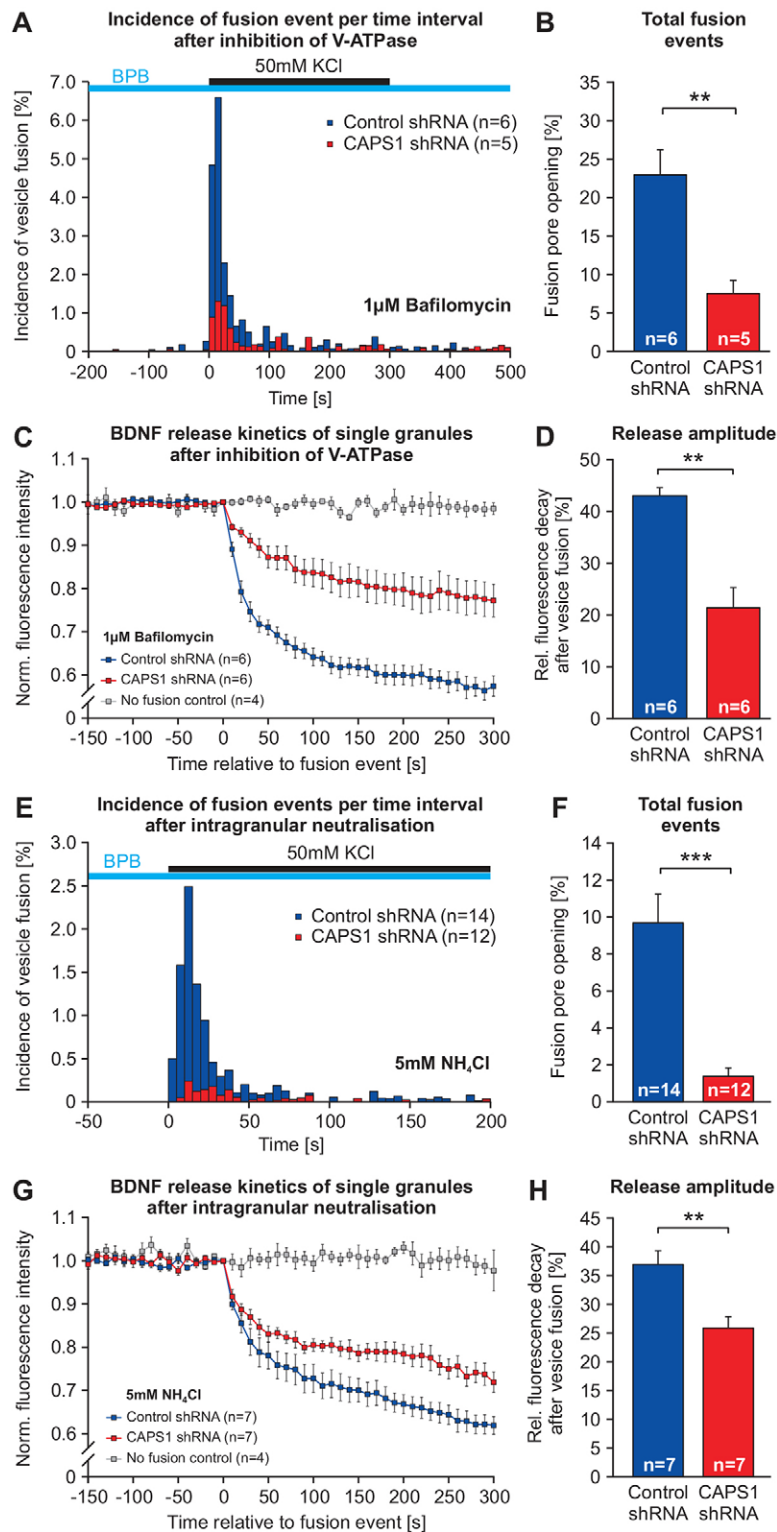 A
Incidence of fusion event per time interval
after inhibition of V-ATPase
BPB
50mM KCl
Incidence of vesicle fusion [%]
7.0
6.0
5.0
4.0
3.0
2.0
1.0
0
Control shRNA (n=6)
CAPS1 shRNA (n=5)
1µM Bafilomycin
-200
-100
0
100
200
300
400
500
Time [s]
B
Total fusion
events
Fusion pore opening [%]
35
30
25
20
15
10
5
0
**
n=6
n=5
Control
shRNA
CAPS1
shRNA
C
BDNF release kinetics of single granules
after inhibition of V-ATPase
Norm. fluorescence intensity
1.1
1.0
0.9
0.8
0.7
0.6
0
1µM Bafilomycin
Control shRNA (n=6)
CAPS1 shRNA (n=6)
No fusion control (n=4)
-150
-100
-50
0
50
100
150
200
250
300
Time relative to fusion event [s]
D
Release amplitude
Rel. fluorescence decay
after vesice fusion [%]
50
40
30
20
10
0
**
n=6
n=6
Control
shRNA
CAPS1
shRNA
E
Incidence of fusion events per time interval
after intragranular neutralisation
BPB
50mM KCl
Incidence of vesicle fusion [%]
3.0
2.5
2.0
1.5
1.0
0.5
0
Control shRNA (n=14)
CAPS1 shRNA (n=12)
5mM NH₄Cl
-50
0
50
100
150
200
Time [s]
F
Total fusion
events
Fusion pore opening [%]
14
12
10
8
6
4
2
0
***
n=14
n=12
Control
shRNA
CAPS1
shRNA
G
BDNF release kinetics of single granules
after intragranular neutralisation
Norm. fluorescence intensity
1.1
1.0
0.9
0.8
0.7
0.6
0
5mM NH₄Cl
Control shRNA (n=7)
CAPS1 shRNA (n=7)
No fusion control (n=4)
-150
-100
-50
0
50
100
150
200
250
300
Time relative to fusion event [s]
H
Release amplitude
Rel. fluorescence decay
after vesice fusion [%]
45
40
35
30
25
20
15
10
5
0
**
n=7
n=7
Control
shRNA
CAPS1
shRNA